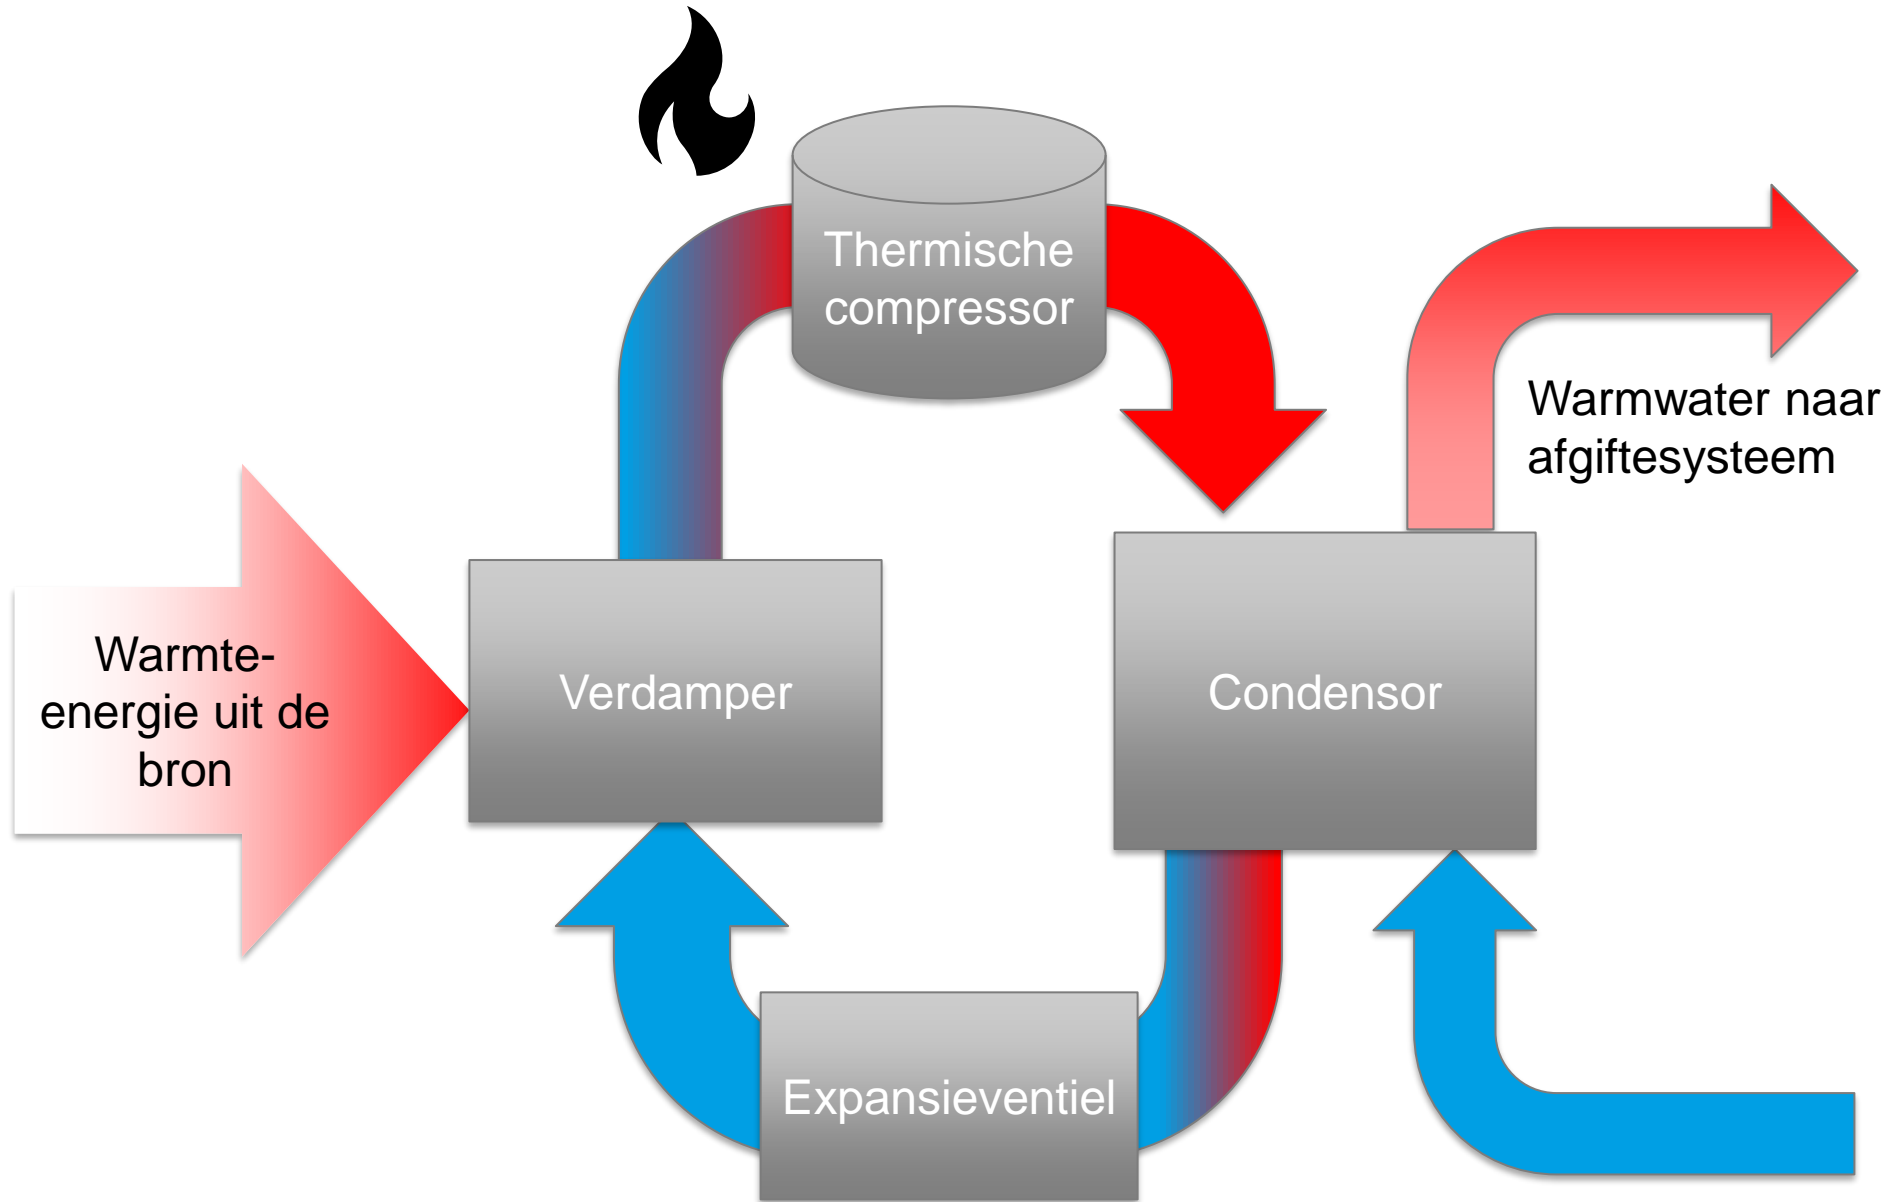 Thermische
compressor
Warmwater naar
afgiftesysteem
Warmte-
energie uit de
bron
Verdamper
Condensor
Expansieventiel